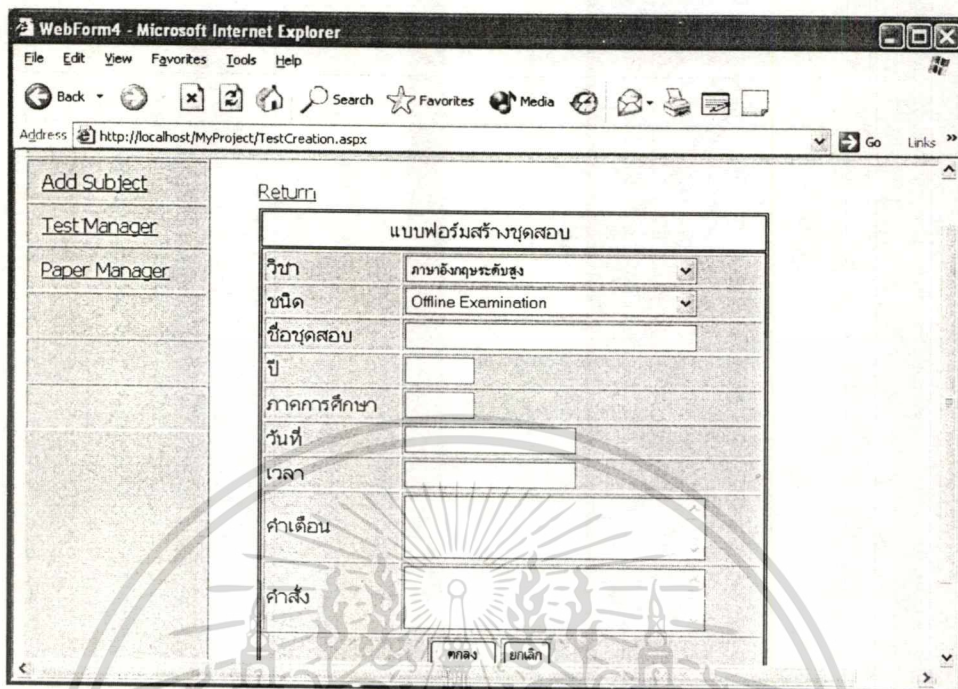 WebForm4 - Microsoft Internet Explorer
File Edit View Favorites Tools Help
Back Search Favorites Media
Address http://localhost/MyProject/TestCreation.aspx Go Links »
Add Subject
Test Manager
Paper Manager
Return
แบบฟอร์มสร้างชุดสอบ
วิชา ภาษาอังกฤษระดับสูง
ชนิด Offline Examination
ชื่อชุดสอบ
ปี
ภาคการศึกษา
วันที่
เวลา
คำเตือน
คำสั่ง
ตกลง ยกเลิก